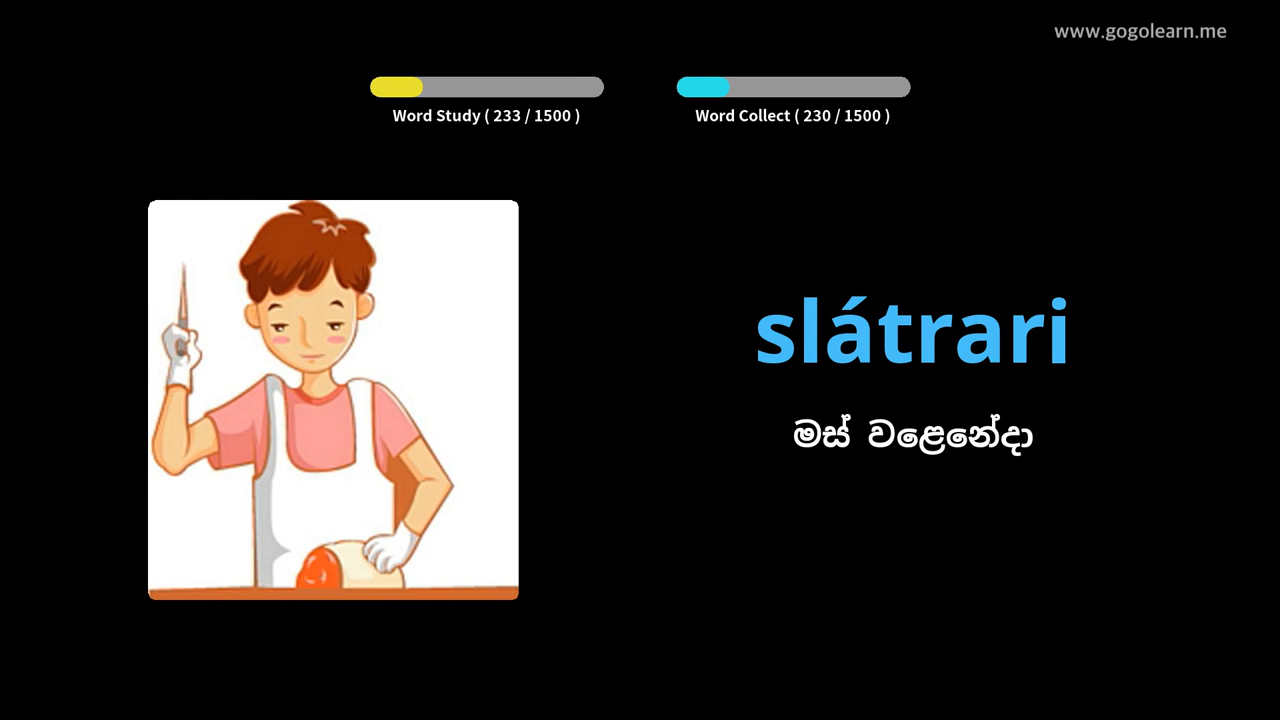 www.gogolearn.me
Word Study ( 233 / 1500 )
Word Collect ( 230 / 1500 )
slátrari
මස් වළෙනේදා